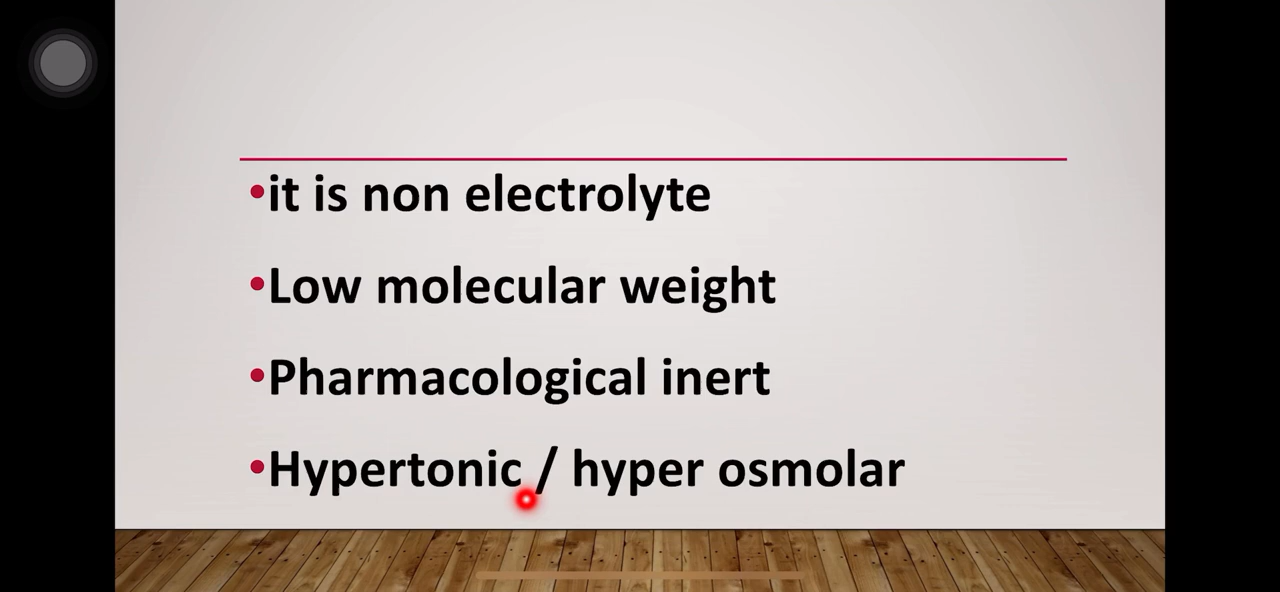 •it is non electrolyte
•Low molecular weight
•Pharmacological inert
•Hypertonic / hyper osmolar